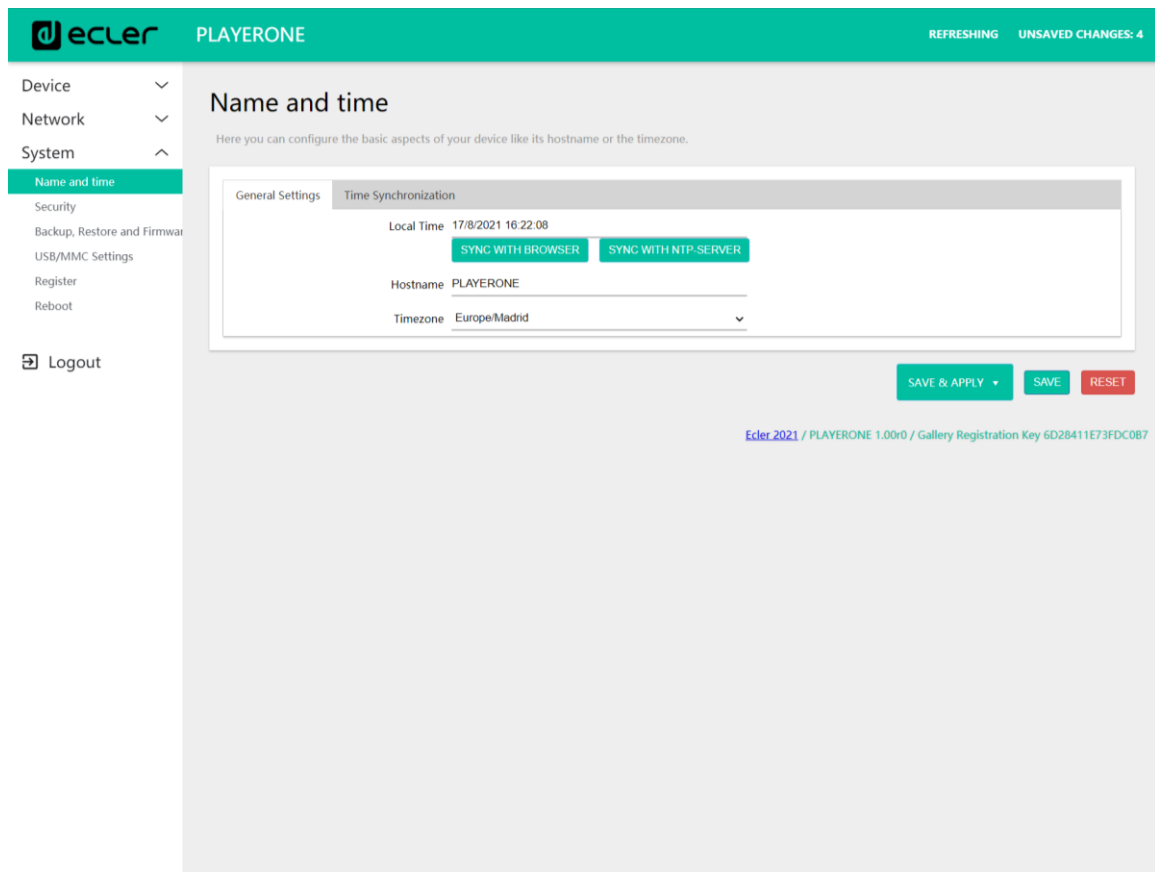 ecler
PLAYERONE
REFRESHING
UNSAVED CHANGES: 4
Device
Network
System
Name and time
Security
Backup, Restore and Firmwar
USB/MMC Settings
Register
Reboot
Logout
Name and time
Here you can configure the basic aspects of your device like its hostname or the timezone.
General Settings
Time Synchronization
Local Time 17/8/2021 16:22:08
SYNC WITH BROWSER
SYNC WITH NTP-SERVER
Hostname PLAYERONE
Timezone Europe/Madrid
SAVE & APPLY
SAVE
RESET
Ecler 2021 / PLAYERONE 1.00r0 / Gallery Registration Key 6D28411E73FDC0B7